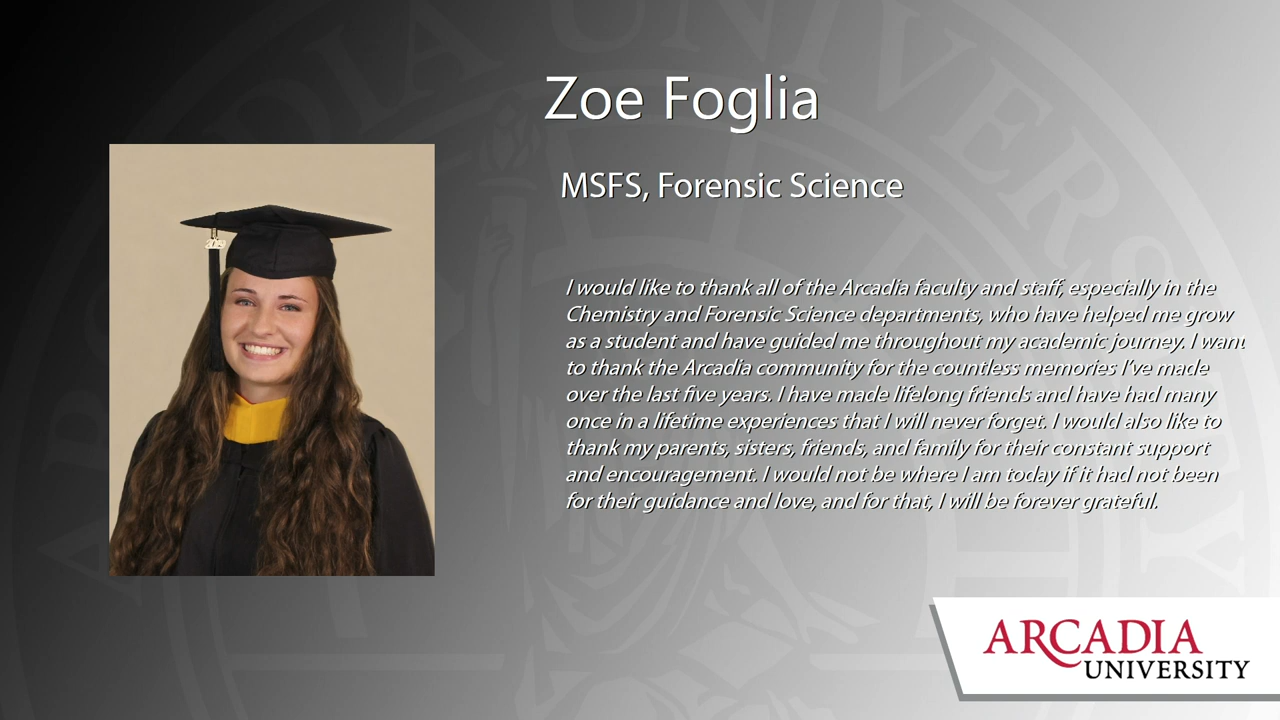 Zoe Foglia
MSFS, Forensic Science
I would like to thank all of the Arcadia faculty and staff, especially in the
Chemistry and Forensic Science departments, who have helped me grow
as a student and have guided me throughout my academic journey. I want
to thank the Arcadia community for the countless memories I've made
over the last five years. I have made lifelong friends and have had many
once in a lifetime experiences that I will never forget. I would also like to
thank my parents, sisters, friends, and family for their constant support
and encouragement. I would not be where I am today if it had not been
for their guidance and love, and for that, I will be forever grateful.
ARCADIA
UNIVERSITY
ARCADIA UNIVERSITY